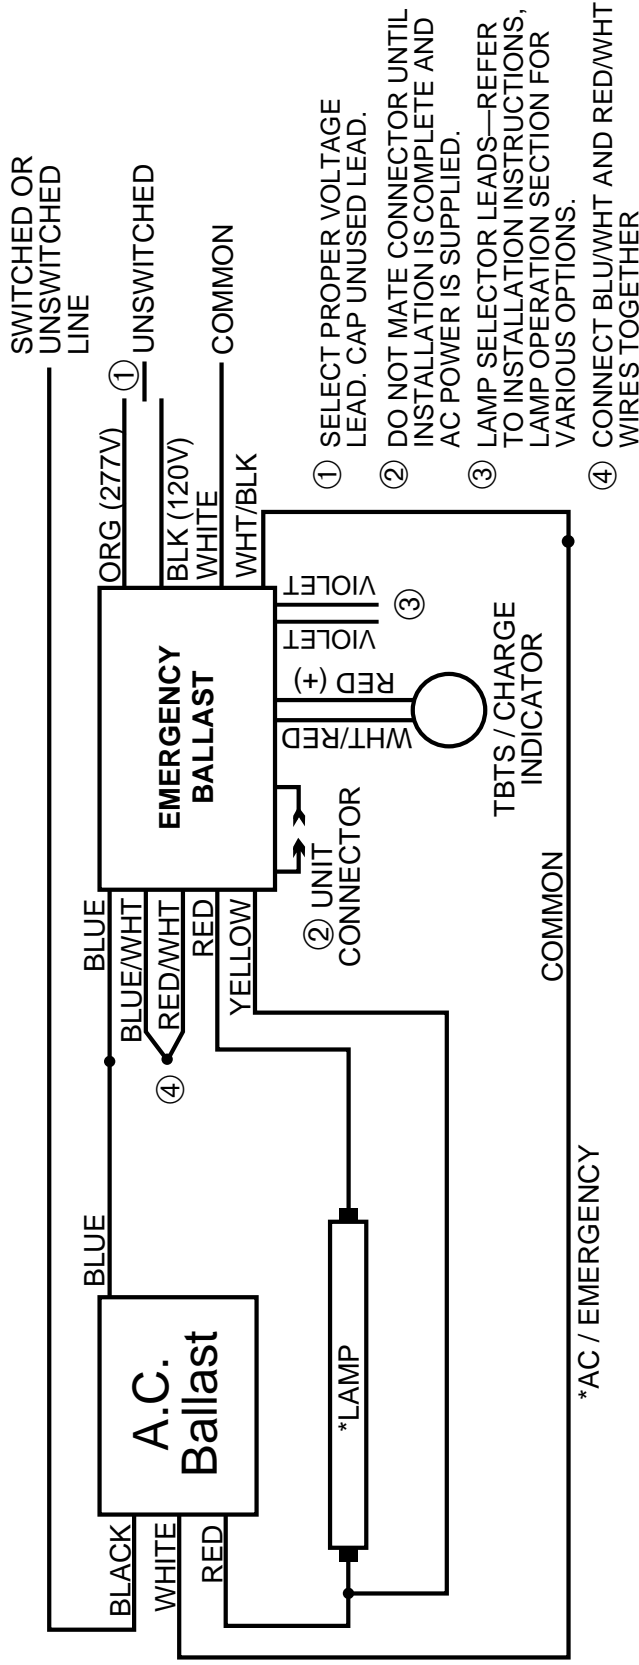 SWITCHED OR
UNSWITCHED
LINE
① UNSWITCHED
COMMON
ORG (277V)
BLK (120V)
WHITE
WHT/BLK
EMERGENCY
BALLAST
VIOLET
VIOLET
③
RED (+)
WHT/RED
TBTS / CHARGE
INDICATOR
② UNIT
CONNECTOR
BLUE
BLUE/WHT
RED/WHT
RED
YELLOW
④
BLUE
A.C.
Ballast
BLACK
WHITE
RED
*LAMP
COMMON
*AC / EMERGENCY
① SELECT PROPER VOLTAGE
LEAD. CAP UNUSED LEAD.
② DO NOT MATE CONNECTOR UNTIL
INSTALLATION IS COMPLETE AND
AC POWER IS SUPPLIED.
③ LAMP SELECTOR LEADS—REFER
TO INSTALLATION INSTRUCTIONS,
LAMP OPERATION SECTION FOR
VARIOUS OPTIONS.
④ CONNECT BLU/WHT AND RED/WHT
WIRES TOGETHER